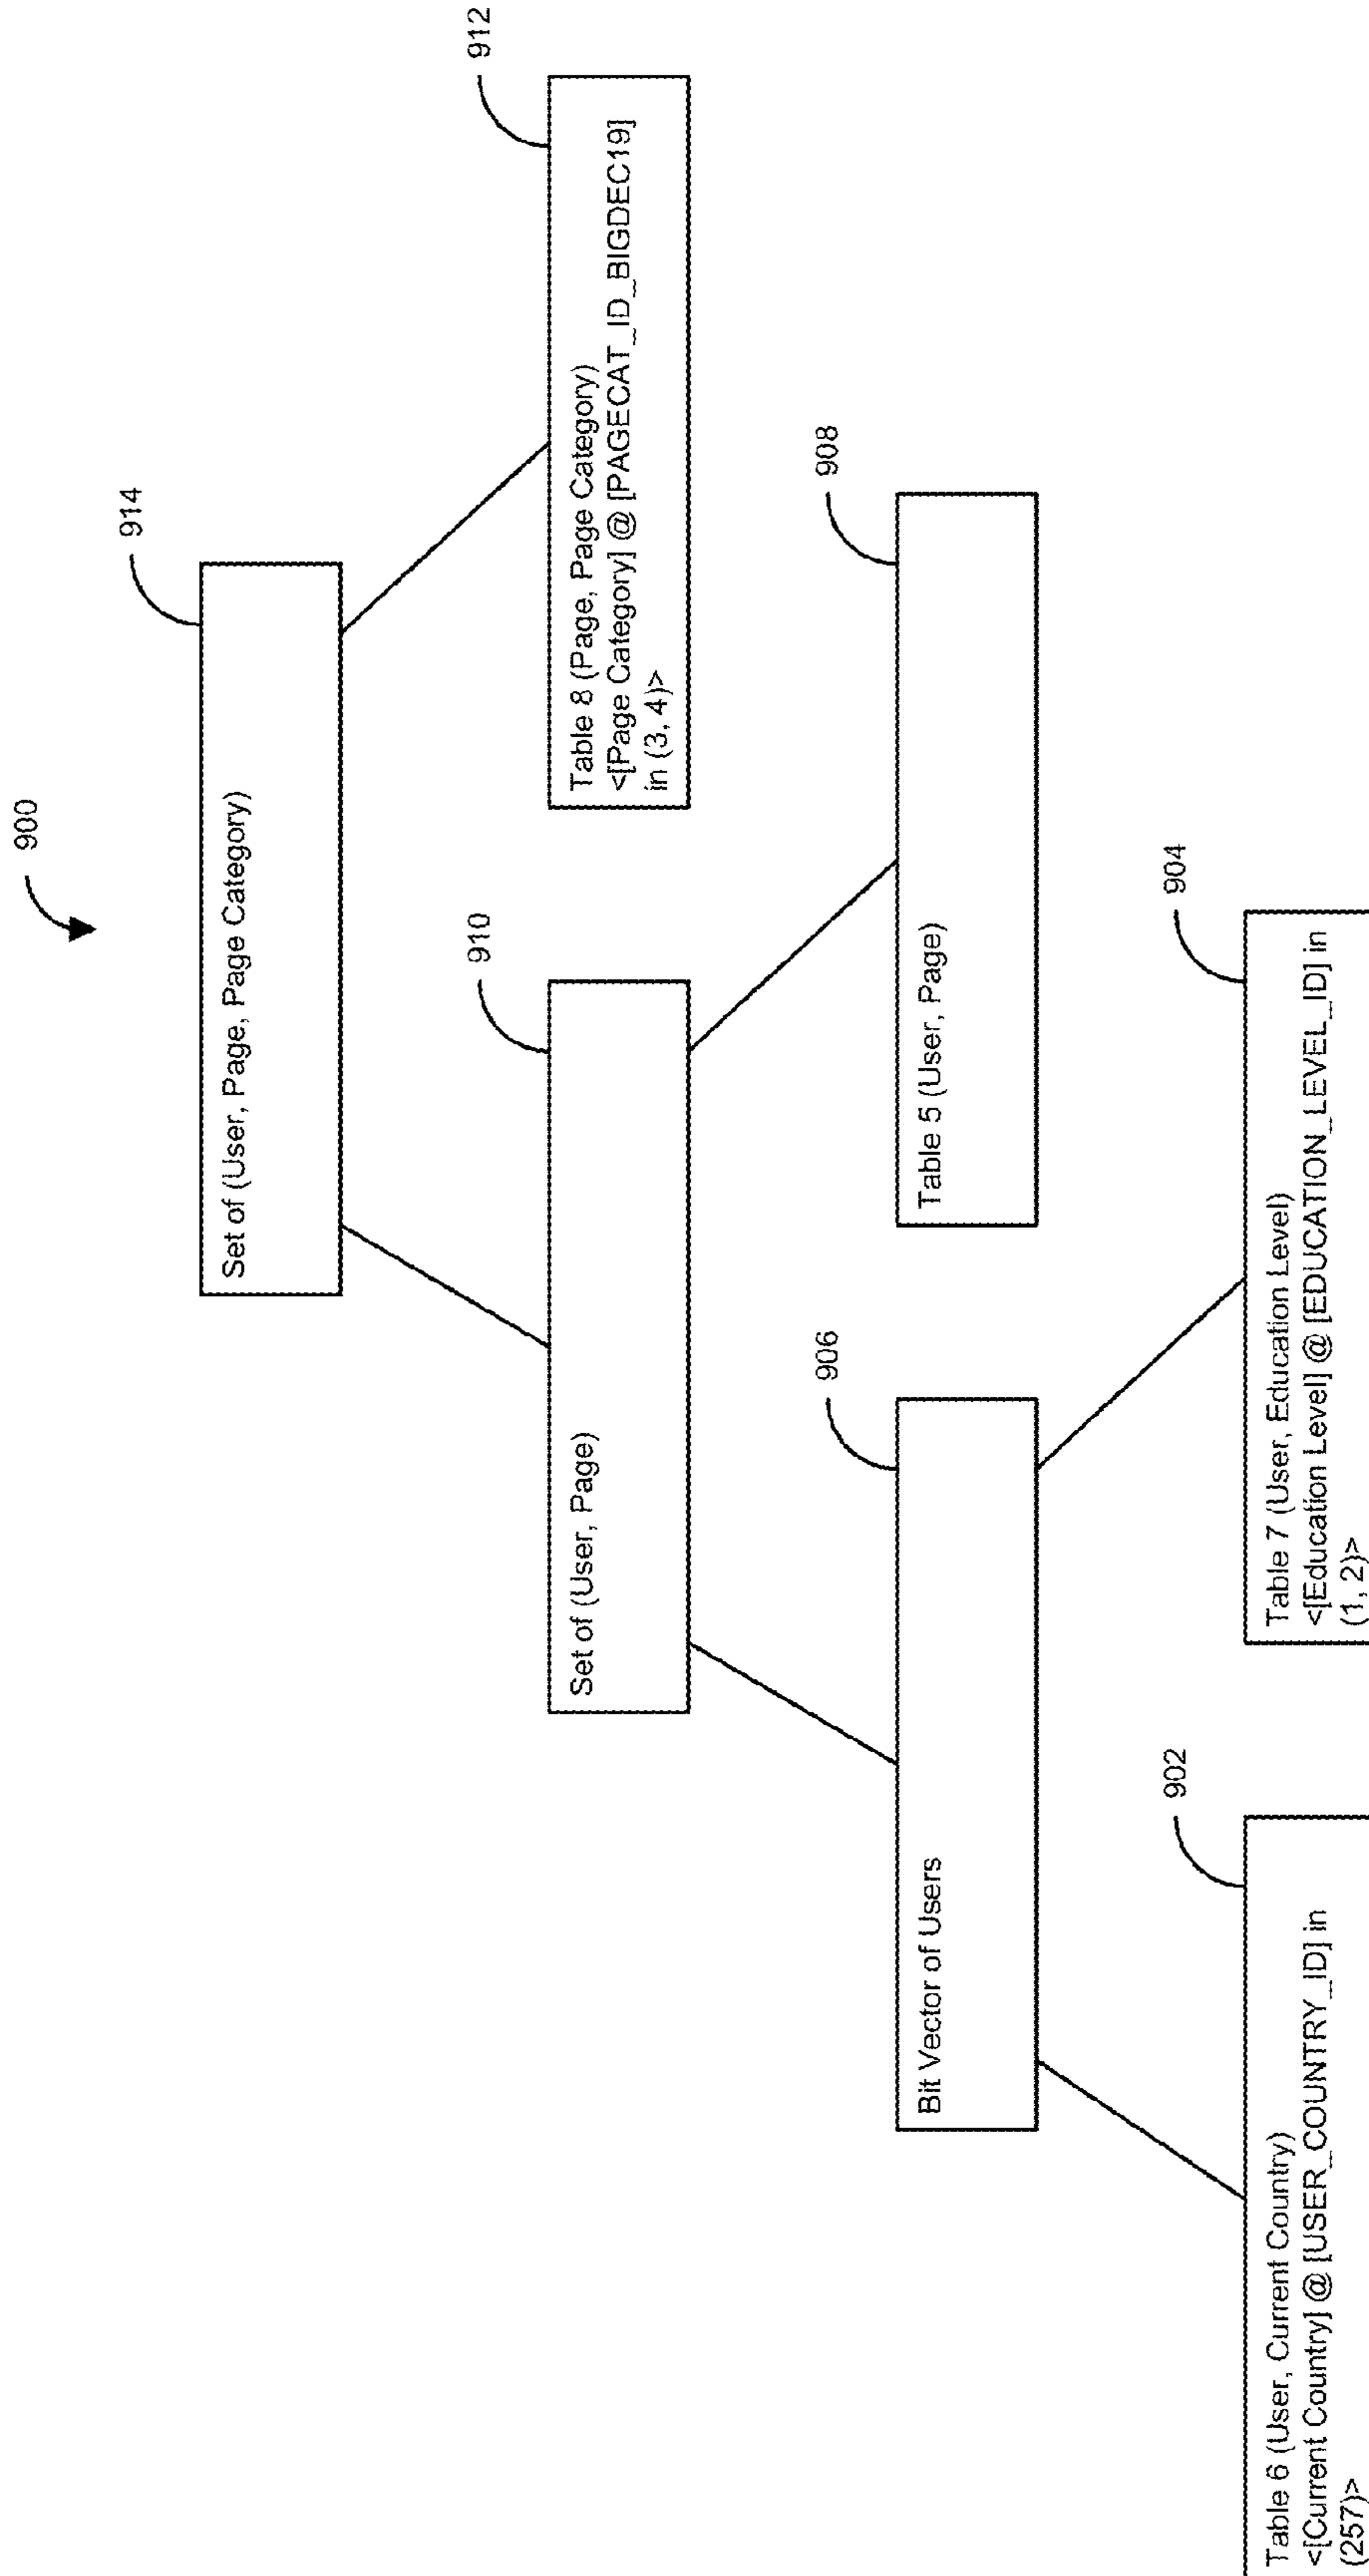 900
914
Set of (User, Page, Page Category)
910
Set of (User, Page)
912
Table 8 (Page, Page Category)
<[Page Category] @ [PAGECAT_ID_BIGDEC19]
in (3, 4)>
906
Bit Vector of Users
908
Table 5 (User, Page)
902
Table 6 (User, Current Country)
<[Current Country] @ [USER_COUNTRY_ID] in
(257)>
904
Table 7 (User, Education Level)
<[Education Level] @ [EDUCATION_LEVEL_ID] in
(1, 2)>